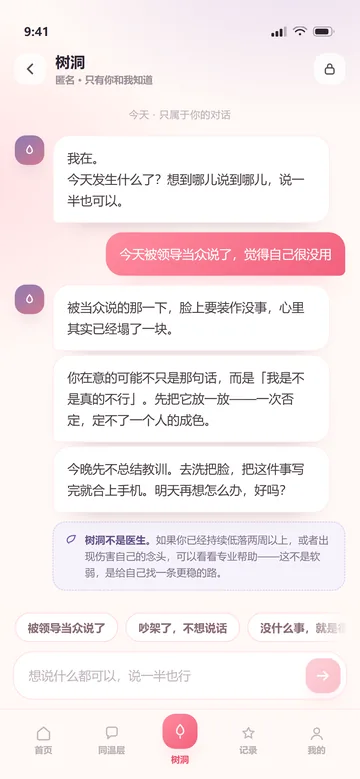 9:41
树洞
匿名・只有你和我知道
今天 · 只属于你的对话
我在。
今天发生什么了？想到哪儿说到哪儿，说一
半也可以。
今天被领导当众说了，觉得自己很没用
被当众说的那一下，脸上要装作没事，心里
其实已经塌了一块。
你在意的可能不只是那句话，而是「我是不
是真的不行」。先把它放一放——一次否
定，定不了一个人的成色。
今晚先不总结教训。去洗把脸，把这件事写
完就合上手机。明天再想怎么办，好吗？
树洞不是医生。如果你已经持续低落两周以上，或者出
现伤害自己的念头，可以看看专业帮助——这不是软
弱，是给自己找一条更稳的路。
被领导当众说了 吵架了，不想说话 没什么事，就是
想说什么都可以，说一半也行
首页 同温层 树洞 记录 我的